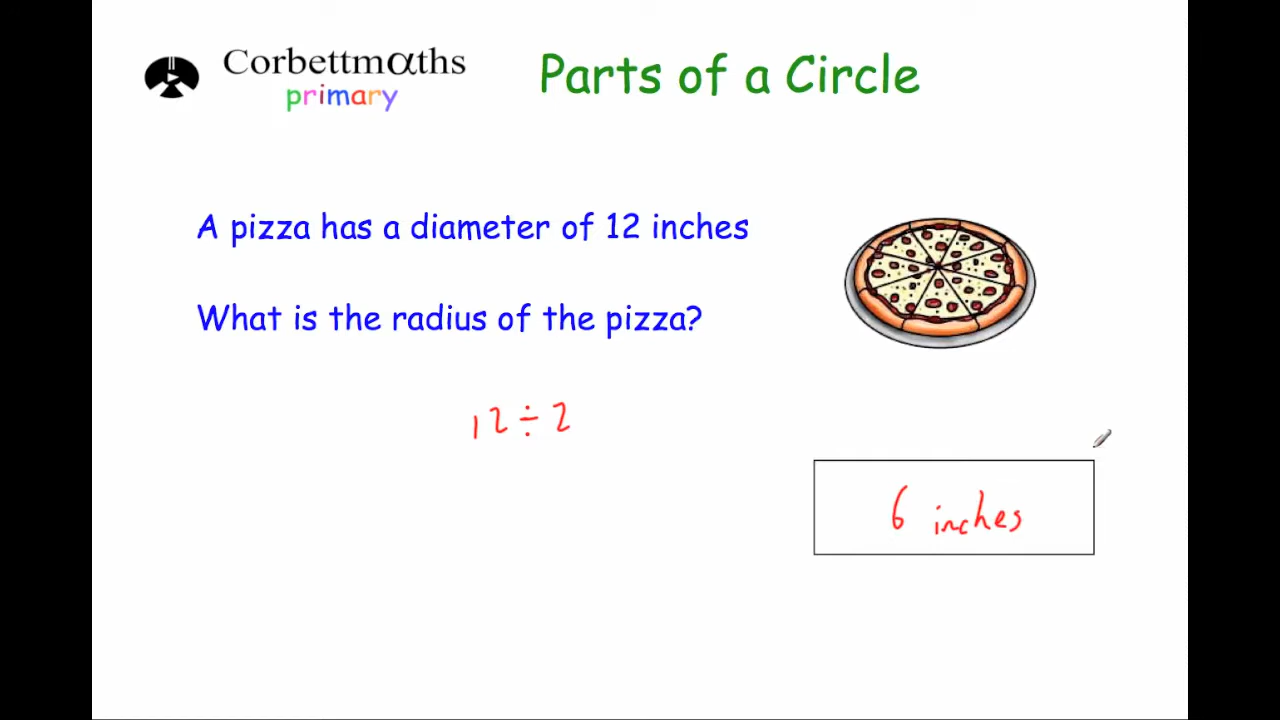 Corbettmαths
primary
Parts of a Circle
A pizza has a diameter of 12 inches
What is the radius of the pizza?
12 ÷ 2
6 inches